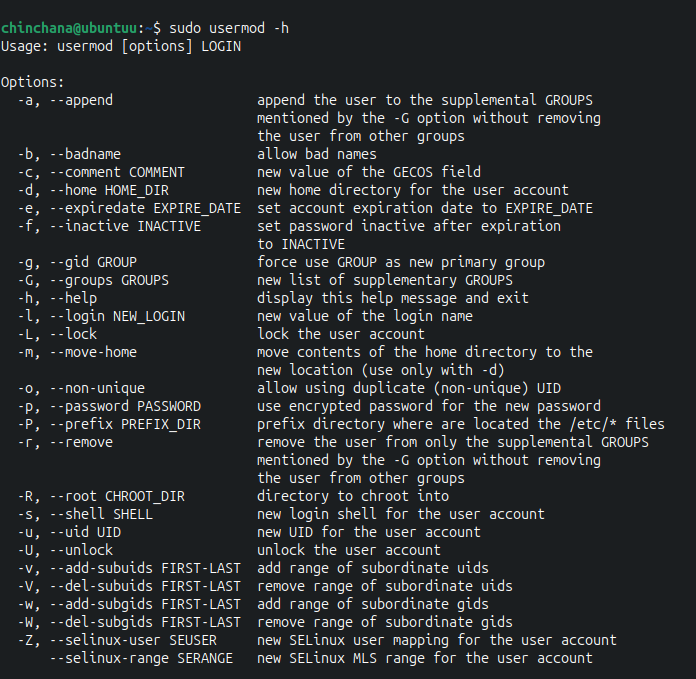 chinchana@ubuntuu:~$ sudo usermod -h
Usage: usermod [options] LOGIN

Options:
  -a, --append                  append the user to the supplemental GROUPS
                                mentioned by the -G option without removing
                                the user from other groups
  -b, --badname                 allow bad names
  -c, --comment COMMENT         new value of the GECOS field
  -d, --home HOME_DIR           new home directory for the user account
  -e, --expiredate EXPIRE_DATE  set account expiration date to EXPIRE_DATE
  -f, --inactive INACTIVE       set password inactive after expiration
                                to INACTIVE
  -g, --gid GROUP               force use GROUP as new primary group
  -G, --groups GROUPS           new list of supplementary GROUPS
  -h, --help                    display this help message and exit
  -l, --login NEW_LOGIN         new value of the login name
  -L, --lock                    lock the user account
  -m, --move-home               move contents of the home directory to the
                                new location (use only with -d)
  -o, --non-unique              allow using duplicate (non-unique) UID
  -p, --password PASSWORD       use encrypted password for the new password
  -P, --prefix PREFIX_DIR       prefix directory where are located the /etc/* files
  -r, --remove                  remove the user from only the supplemental GROUPS
                                mentioned by the -G option without removing
                                the user from other groups
  -R, --root CHROOT_DIR         directory to chroot into
  -s, --shell SHELL             new login shell for the user account
  -u, --uid UID                 new UID for the user account
  -U, --unlock                  unlock the user account
  -v, --add-subuids FIRST-LAST  add range of subordinate uids
  -V, --del-subuids FIRST-LAST  remove range of subordinate uids
  -w, --add-subgids FIRST-LAST  add range of subordinate gids
  -W, --del-subgids FIRST-LAST  remove range of subordinate gids
  -Z, --selinux-user SEUSER     new SELinux user mapping for the user account
      --selinux-range SERANGE   new SELinux MLS range for the user account